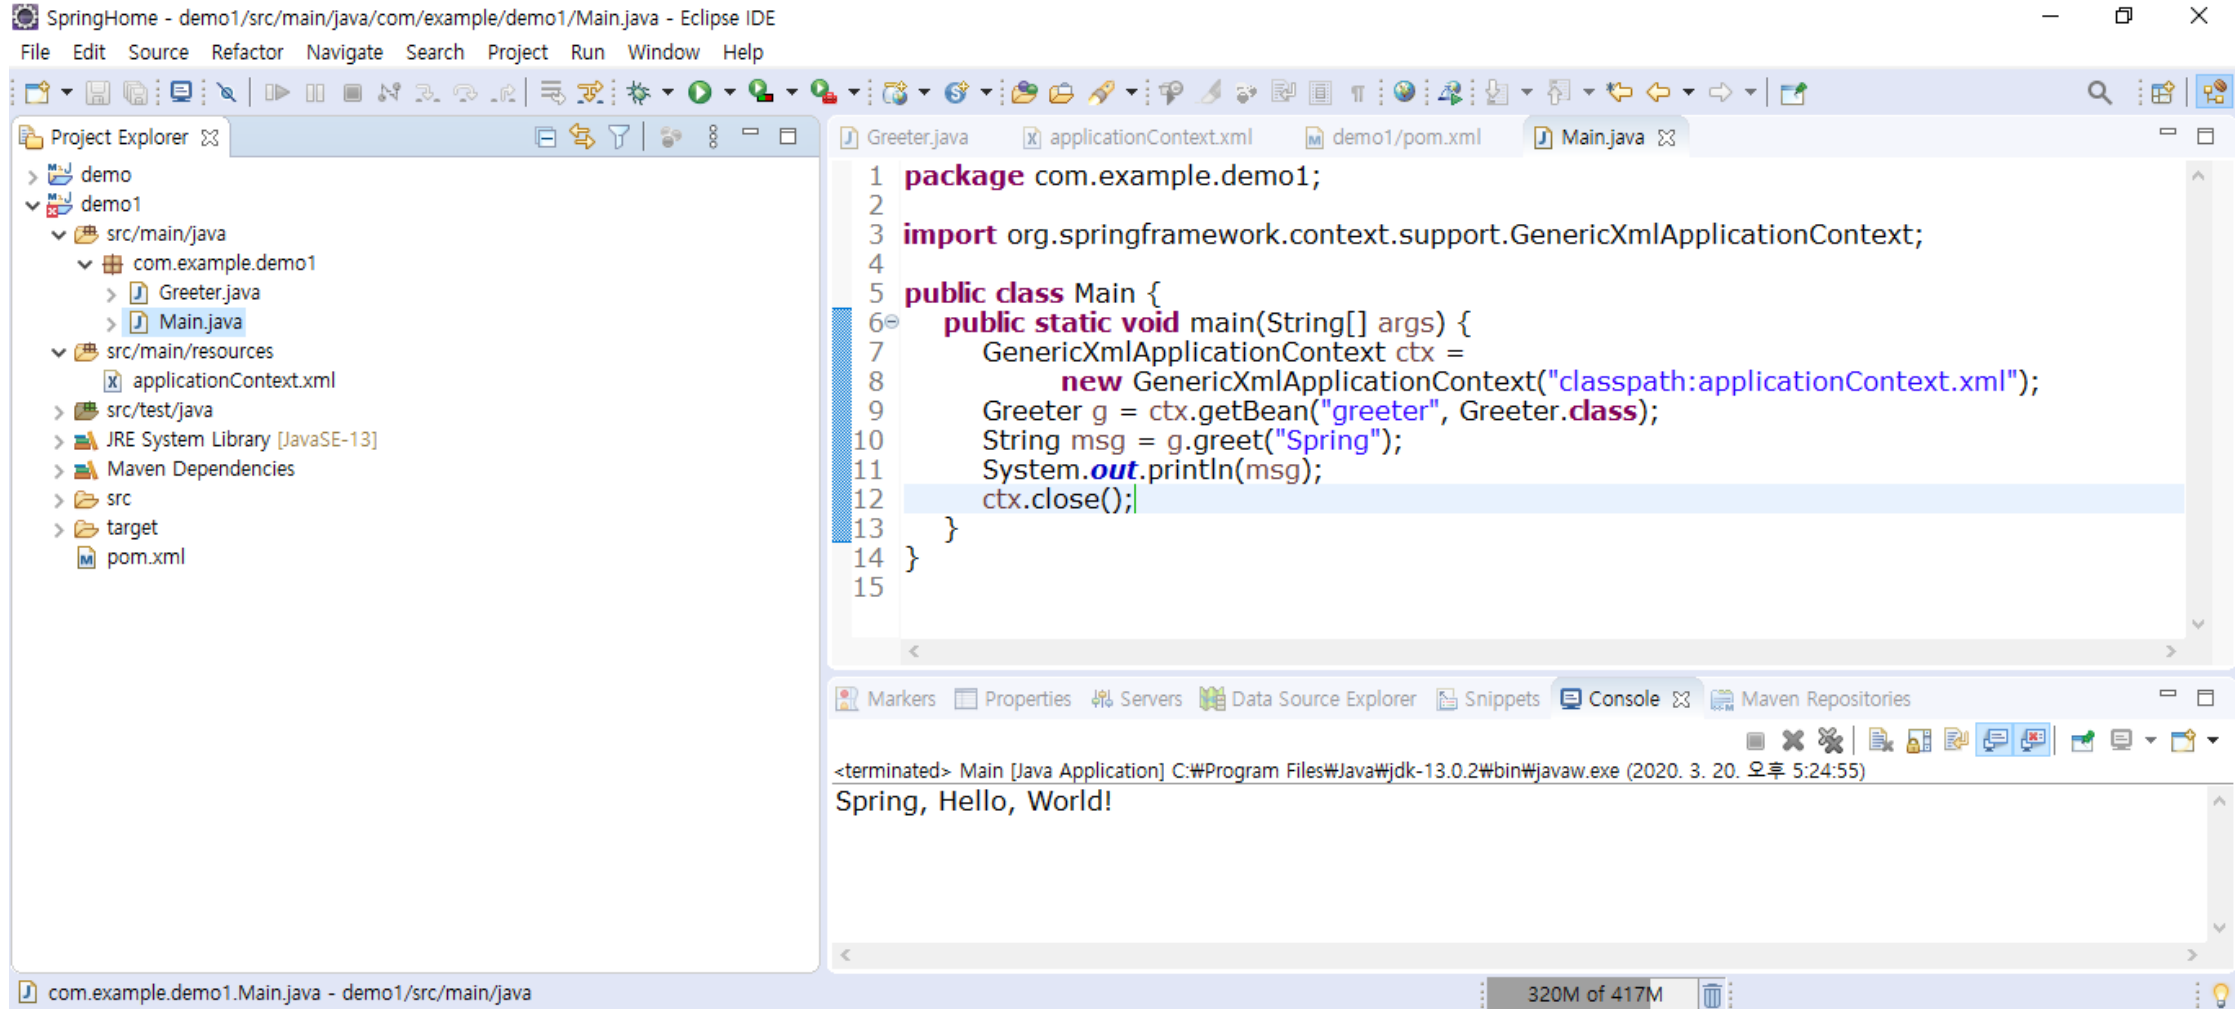 SpringHome - demo1/src/main/java/com/example/demo1/Main.java - Eclipse IDE
File Edit Source Refactor Navigate Search Project Run Window Help
Project Explorer
demo
demo1
src/main/java
com.example.demo1
Greeter.java
Main.java
src/main/resources
applicationContext.xml
src/test/java
JRE System Library [JavaSE-13]
Maven Dependencies
src
target
pom.xml
Greeter.java applicationContext.xml demo1/pom.xml Main.java
1 package com.example.demo1;
2
3 import org.springframework.context.support.GenericXmlApplicationContext;
4
5 public class Main {
6 public static void main(String[] args) {
7 GenericXmlApplicationContext ctx =
8 new GenericXmlApplicationContext("classpath:applicationContext.xml");
9 Greeter g = ctx.getBean("greeter", Greeter.class);
10 String msg = g.greet("Spring");
11 System.out.println(msg);
12 ctx.close();
13 }
14 }
15
Markers Properties Servers Data Source Explorer Snippets Console Maven Repositories
<terminated> Main [Java Application] C:₩Program Files₩Java₩jdk-13.0.2₩bin₩javaw.exe (2020. 3. 20. 오후 5:24:55)
Spring, Hello, World!
com.example.demo1.Main.java - demo1/src/main/java
320M of 417M